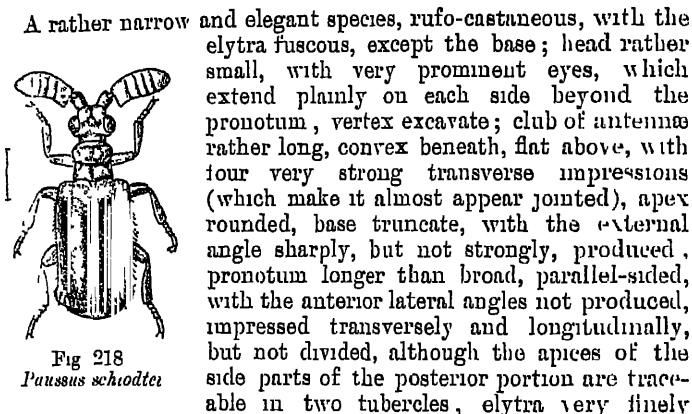 A rather narrow and elegant species, rufo-castaneous, with the
elytra fuscous, except the base; head rather
small, with very prominent eyes, which
extend plainly on each side beyond the
pronotum, vertex excavate; club of antennæ
rather long, convex beneath, flat above, with
four very strong transverse impressions
(which make it almost appear jointed), apex
rounded, base truncate, with the external
angle sharply, but not strongly, produced,
pronotum longer than broad, parallel-sided,
with the anterior lateral angles not produced,
impressed transversely and longitudinally,
but not divided, although the apices of the
side parts of the posterior portion are trace-
able in two tubercles, elytra very finely
Fig 218
Paussus schiodtei